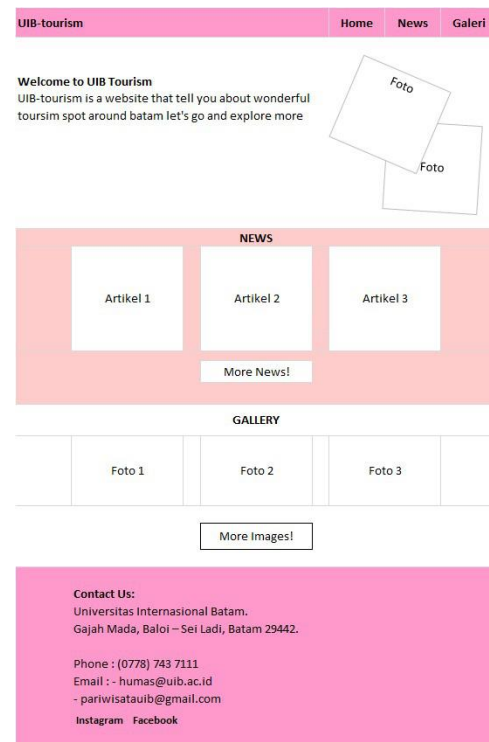 UIB-tourism Home News Galeri
Welcome to UIB Tourism
UIB-tourism is a website that tell you about wonderful
toursim spot around batam let's go and explore more
Foto
Foto
NEWS
Artikel 1 Artikel 2 Artikel 3
More News!
GALLERY
Foto 1 Foto 2 Foto 3
More Images!
Contact Us:
Universitas Internasional Batam.
Gajah Mada, Baloi – Sei Ladi, Batam 29442.
Phone : (0778) 743 7111
Email : - humas@uib.ac.id
- pariwisatauib@gmail.com
Instagram Facebook